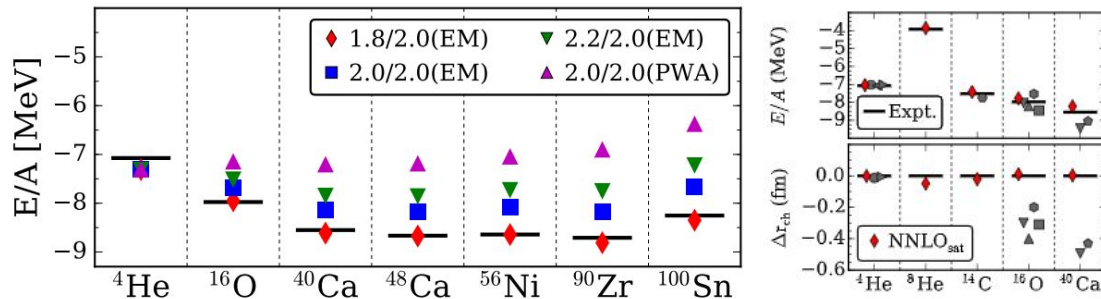 E/A [MeV]
−5
−6
−7
−8
−9
1.8/2.0(EM)
2.0/2.0(EM)
2.2/2.0(EM)
2.0/2.0(PWA)
⁴He
¹⁶O
⁴⁰Ca
⁴⁸Ca
⁵⁶Ni
⁹⁰Zr
¹⁰⁰Sn
E/A (MeV)
−4
−5
−6
−7
−8
−9
Expt.
Δr_ch (fm)
0.0
−0.2
−0.4
−0.6
NNLO_sat
⁴He
⁸He
¹⁴C
¹⁶O
⁴⁰Ca